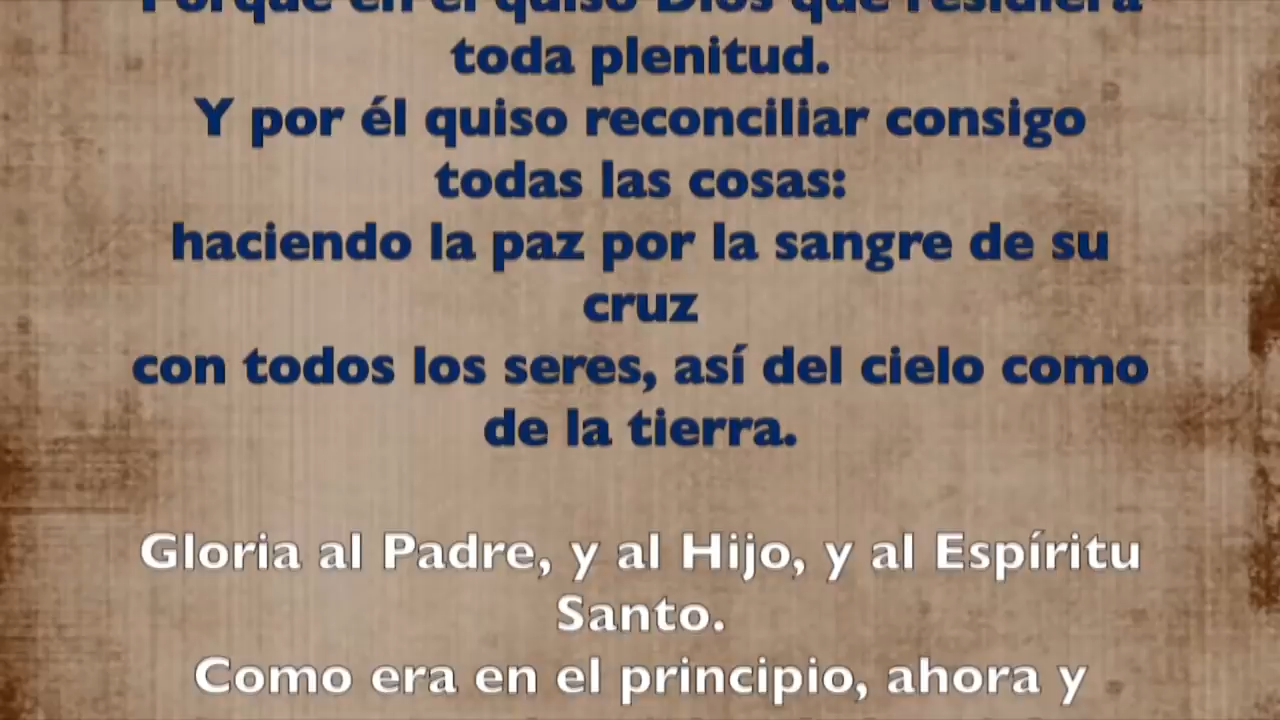 Porque en él quiso Dios que residiera
toda plenitud.
Y por él quiso reconciliar consigo
todas las cosas:
haciendo la paz por la sangre de su
cruz
con todos los seres, así del cielo como
de la tierra.
Gloria al Padre, y al Hijo, y al Espíritu
Santo.
Como era en el principio, ahora y